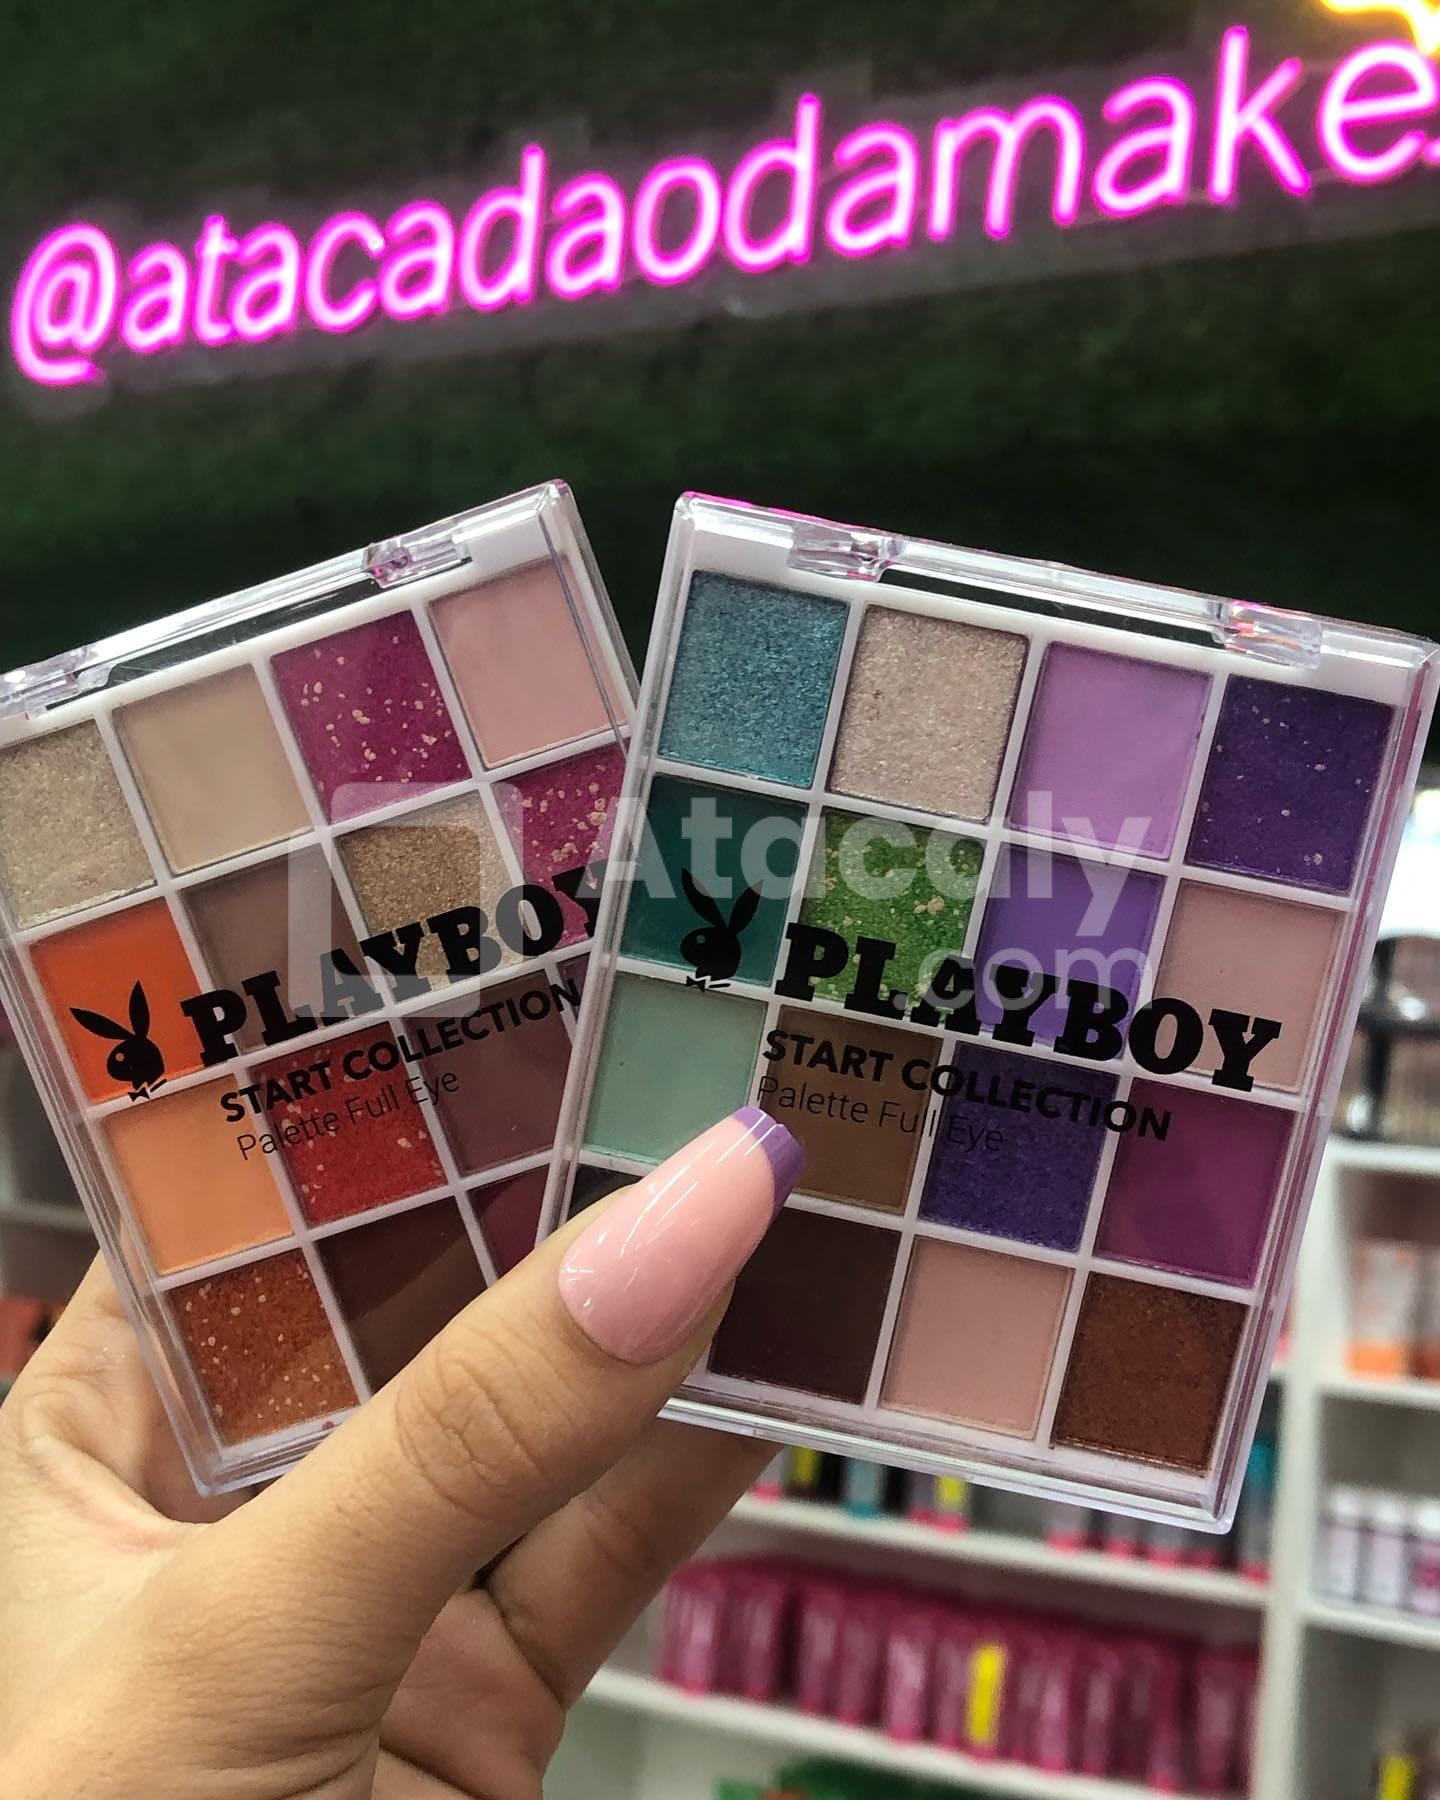 @atacadaodamake
Atacaly
.com
PLAYBOY
START COLLECTION
Palette Full Eye
PLAYBOY
START COLLECTION
Palette Full Eye